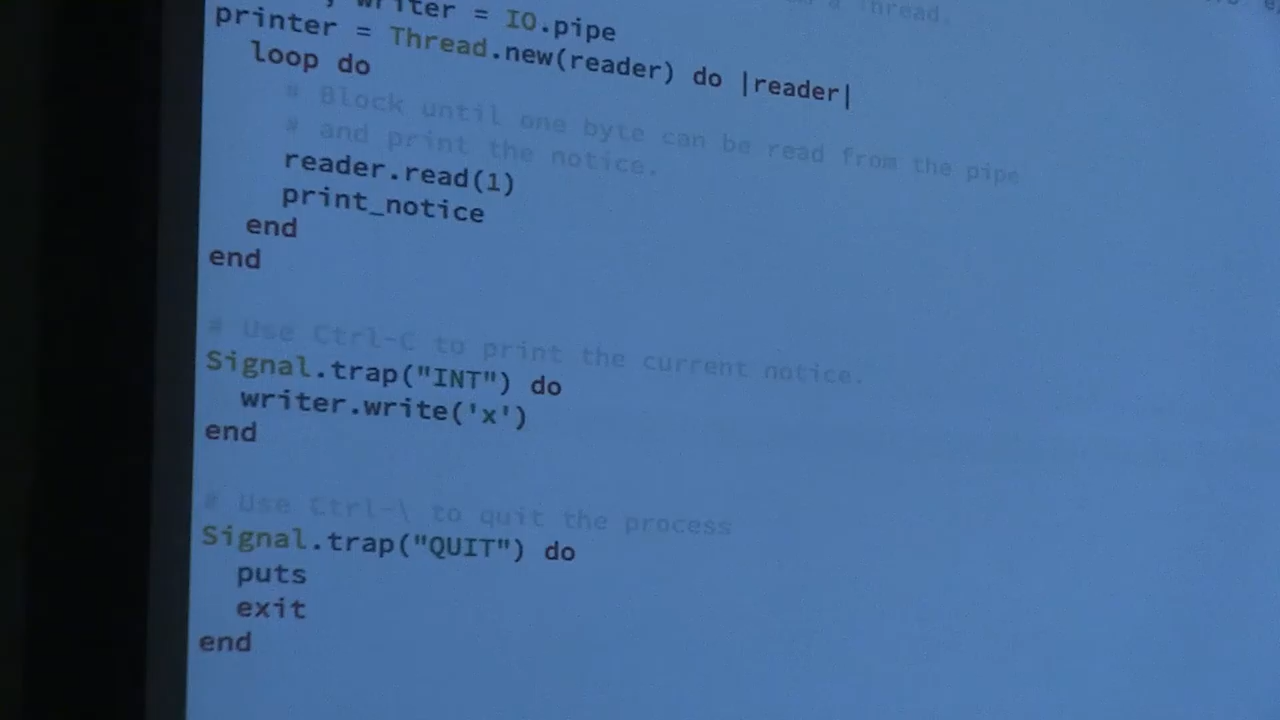 a Thread.
writer = IO.pipe
printer = Thread.new(reader) do |reader|
loop do
# Block until one byte can be read from the pipe
# and print the notice.
reader.read(1)
print_notice
end
end
# Use Ctrl-C to print the current notice.
Signal.trap("INT") do
writer.write('x')
end
# Use Ctrl-\ to quit the process
Signal.trap("QUIT") do
puts
exit
end